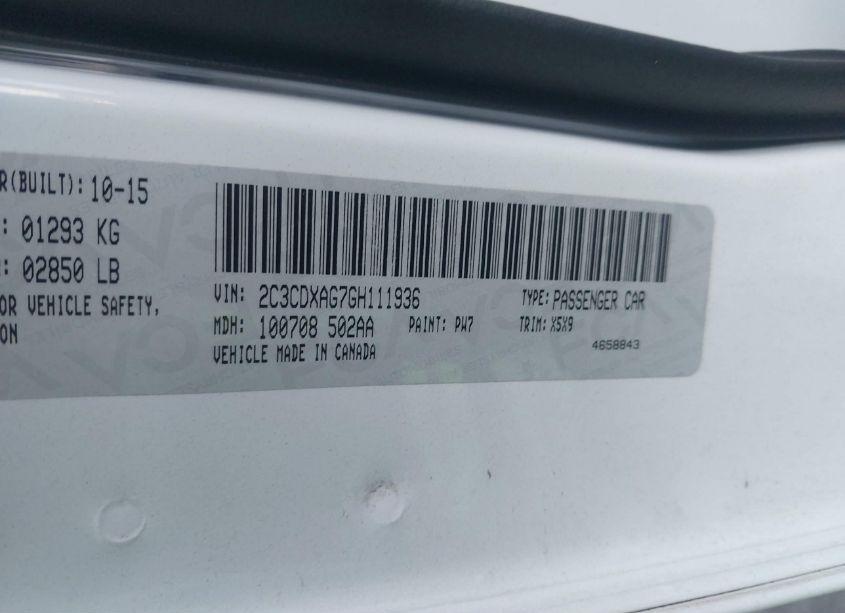 R(BUILT): 10-15
: 01293 KG
: 02850 LB
OR VEHICLE SAFETY,
ON
VIN: 2C3CDXAG7GH111936 TYPE: PASSENGER CAR
MDH: 100708 502AA PAINT: PW7 TRIM: X5X9
VEHICLE MADE IN CANADA 4658843